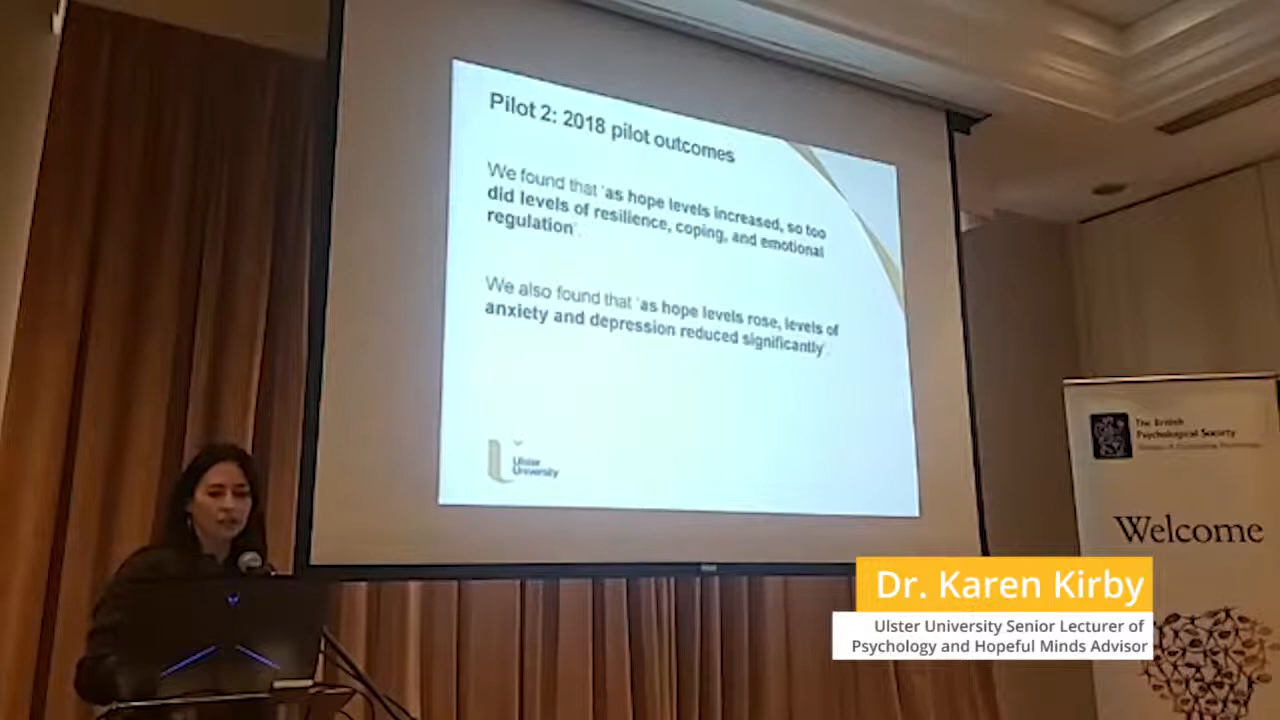 Pilot 2: 2018 pilot outcomes
We found that 'as hope levels increased, so too
did levels of resilience, coping, and emotional
regulation'.
We also found that 'as hope levels rose, levels of
anxiety and depression reduced significantly'.
Ulster
University
The British
Psychological Society
Welcome
Dr. Karen Kirby
Ulster University Senior Lecturer of
Psychology and Hopeful Minds Advisor